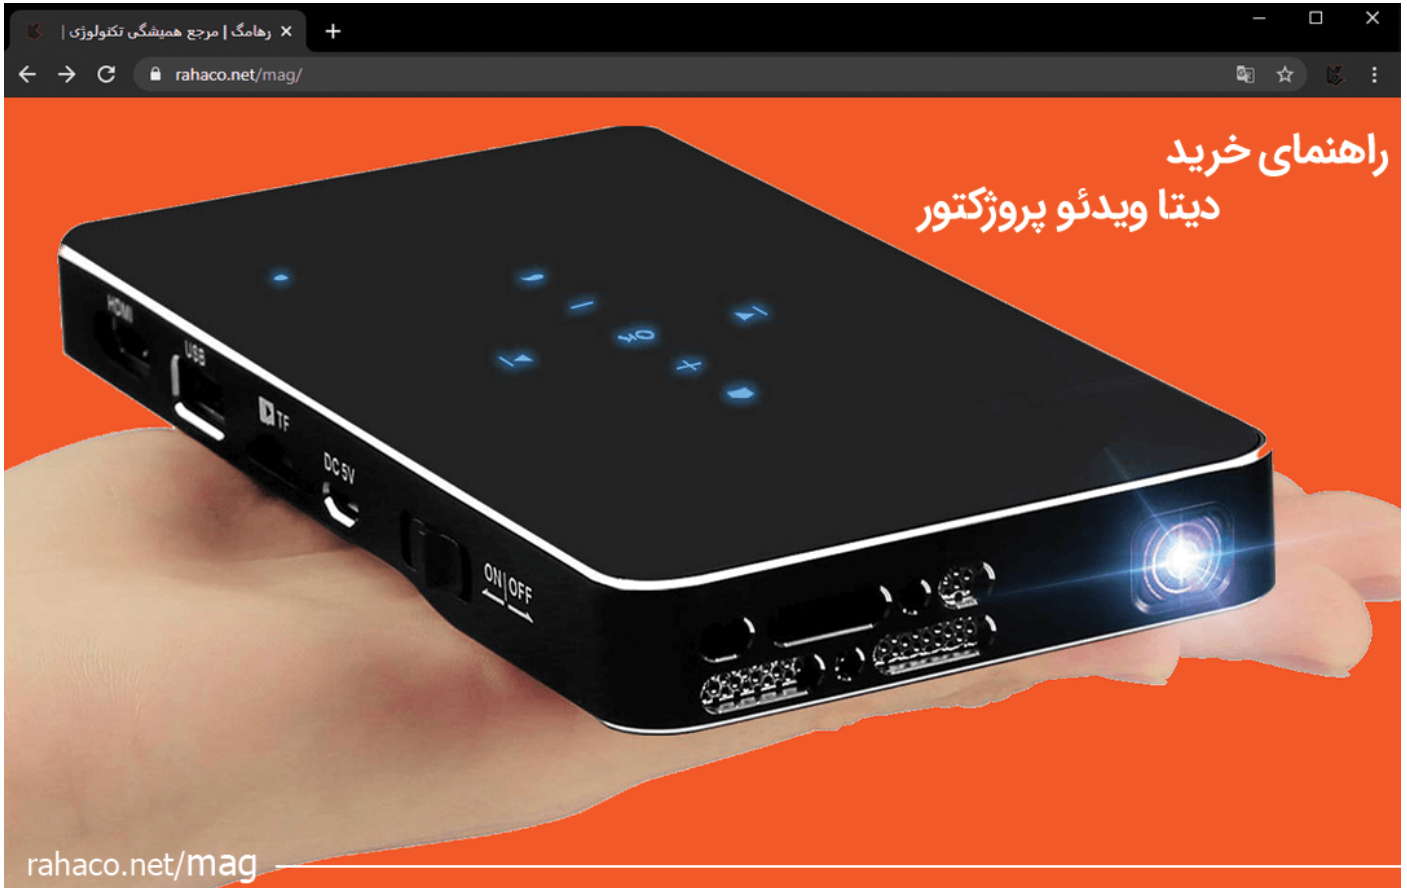 رهامگ | مرجع همیشگی تکنولوژی |
rahaco.net/mag/
راهنمای خرید
دیتا ویدئو پروژکتور
HDMI
USB
TF
DC 5V
ON|OFF
OK
rahaco.net/mag